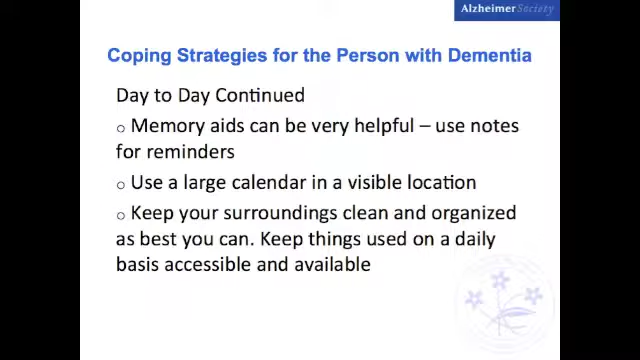 AlzheimerSociety
Coping Strategies for the Person with Dementia
Day to Day Continued
o Memory aids can be very helpful – use notes
for reminders
o Use a large calendar in a visible location
o Keep your surroundings clean and organized
as best you can. Keep things used on a daily
basis accessible and available